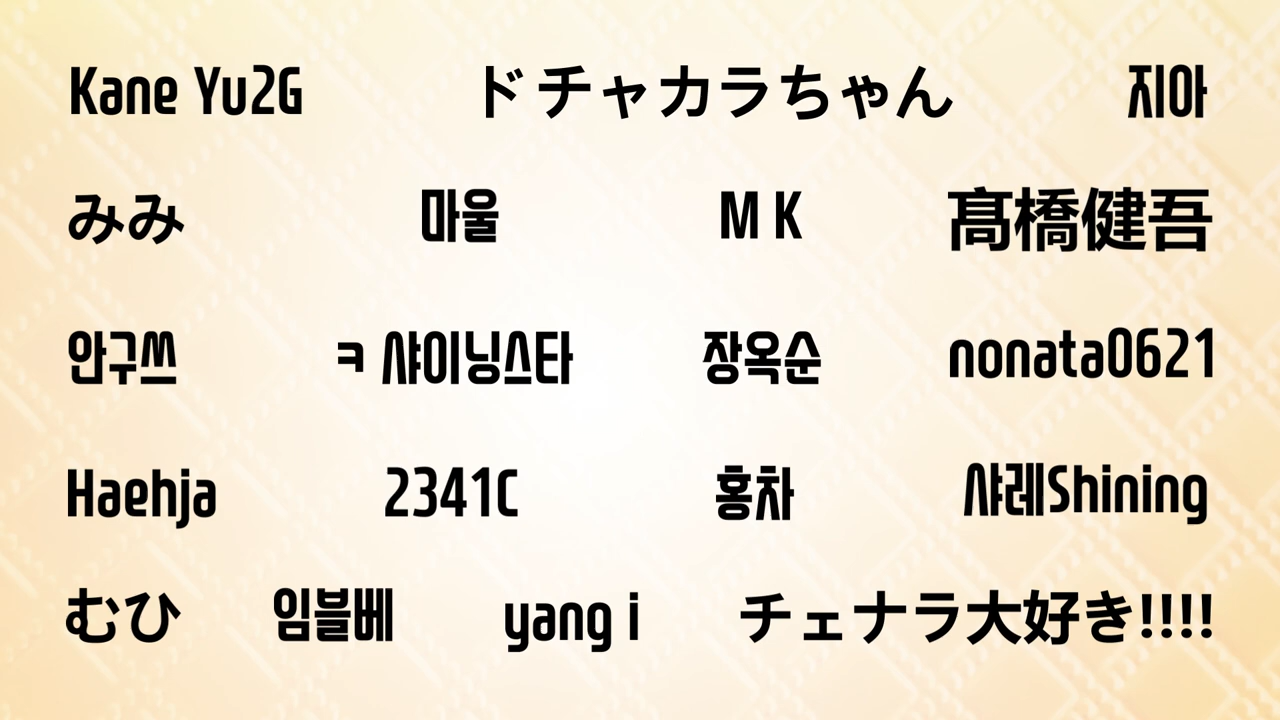 Kane Yu2G ドチャカラちゃん 지아
みみ 마울 M K 髙橋健吾
안구쓰 ㅋ 샤이닝스타 장옥순 nonata0621
Haehja 2341C 홍차 샤레Shining
むひ 임블베 yang i チェナラ大好き!!!!